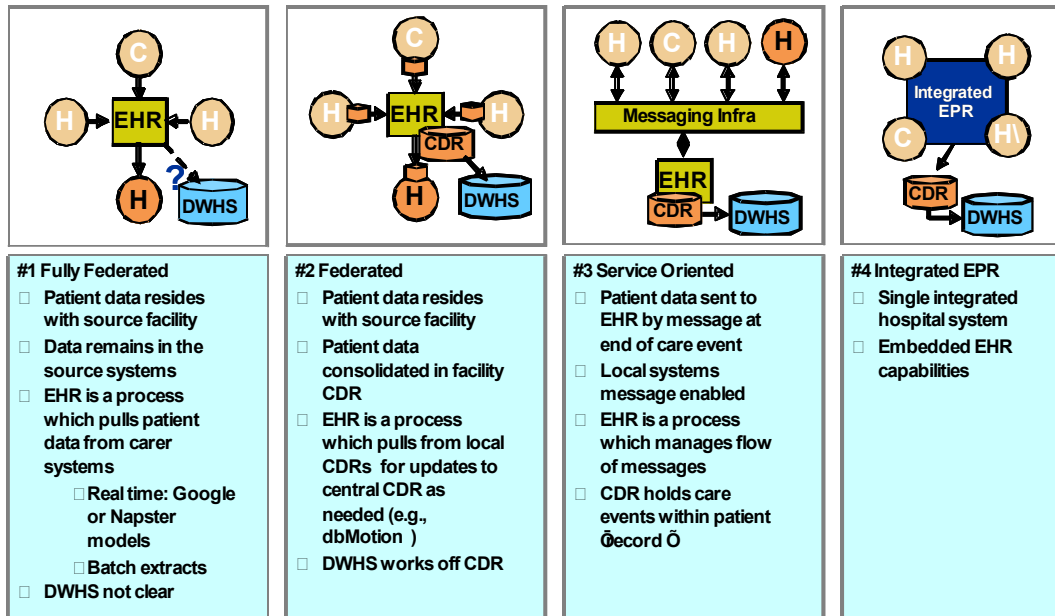 C
H
EHR
H
?
H
DWHS
C
H
EHR
H
CDR
H
DWHS
H
C
H
H
Messaging Infra
EHR
CDR
DWHS
H
H
Integrated
EPR
C
H\
CDR
DWHS
#1 Fully Federated
□ Patient data resides
with source facility
□ Data remains in the
source systems
□ EHR is a process
which pulls patient
data from carer
systems
□ Real time: Google
or Napster
models
□ Batch extracts
□ DWHS not clear
#2 Federated
□ Patient data resides
with source facility
□ Patient data
consolidated in facility
CDR
□ EHR is a process
which pulls from local
CDRs for updates to
central CDR as
needed (e.g.,
dbMotion )
□ DWHS works off CDR
#3 Service Oriented
□ Patient data sent to
EHR by message at
end of care event
□ Local systems
message enabled
□ EHR is a process
which manages flow
of messages
□ CDR holds care
events within patient
Õecord Õ
#4 Integrated EPR
□ Single integrated
hospital system
□ Embedded EHR
capabilities